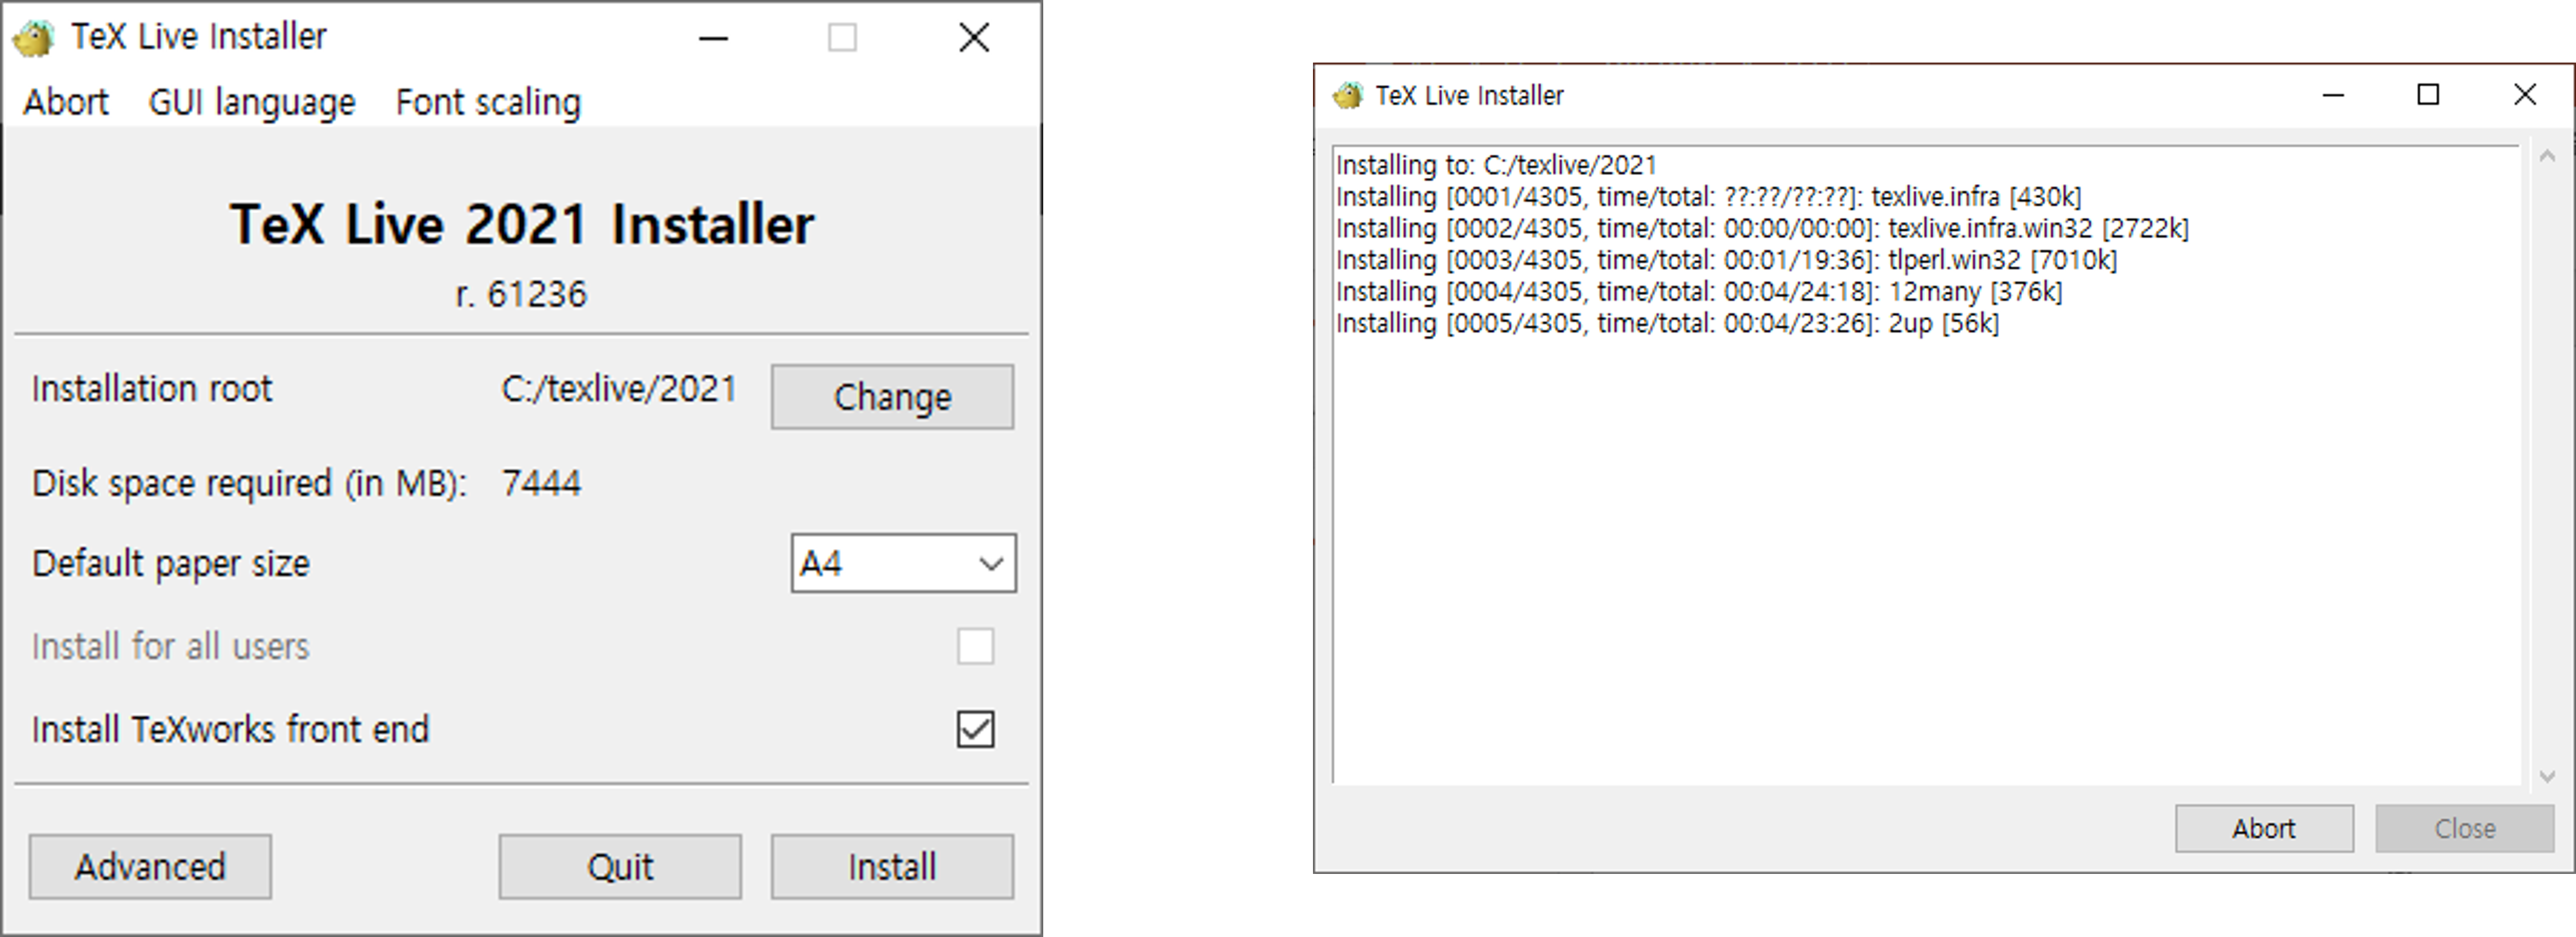 TeX Live Installer
Abort GUI language Font scaling
TeX Live 2021 Installer
r. 61236
Installation root C:/texlive/2021 Change
Disk space required (in MB): 7444
Default paper size A4
Install for all users
Install TeXworks front end
Advanced Quit Install
TeX Live Installer
Installing to: C:/texlive/2021
Installing [0001/4305, time/total: ??:??/??:??]: texlive.infra [430k]
Installing [0002/4305, time/total: 00:00/00:00]: texlive.infra.win32 [2722k]
Installing [0003/4305, time/total: 00:01/19:36]: tlperl.win32 [7010k]
Installing [0004/4305, time/total: 00:04/24:18]: 12many [376k]
Installing [0005/4305, time/total: 00:04/23:26]: 2up [56k]
Abort Close